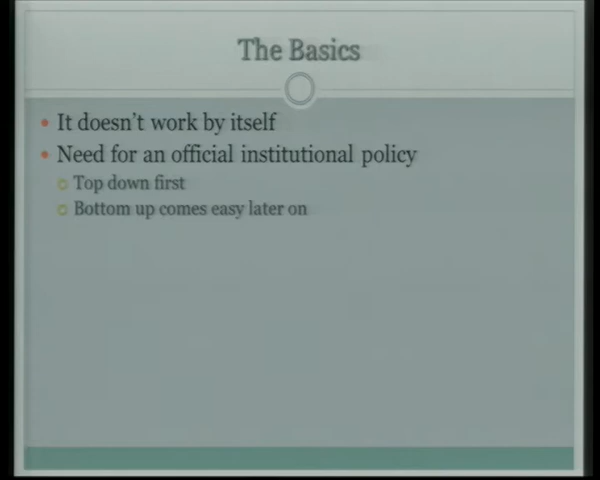 The Basics
It doesn't work by itself
Need for an official institutional policy
Top down first
Bottom up comes easy later on